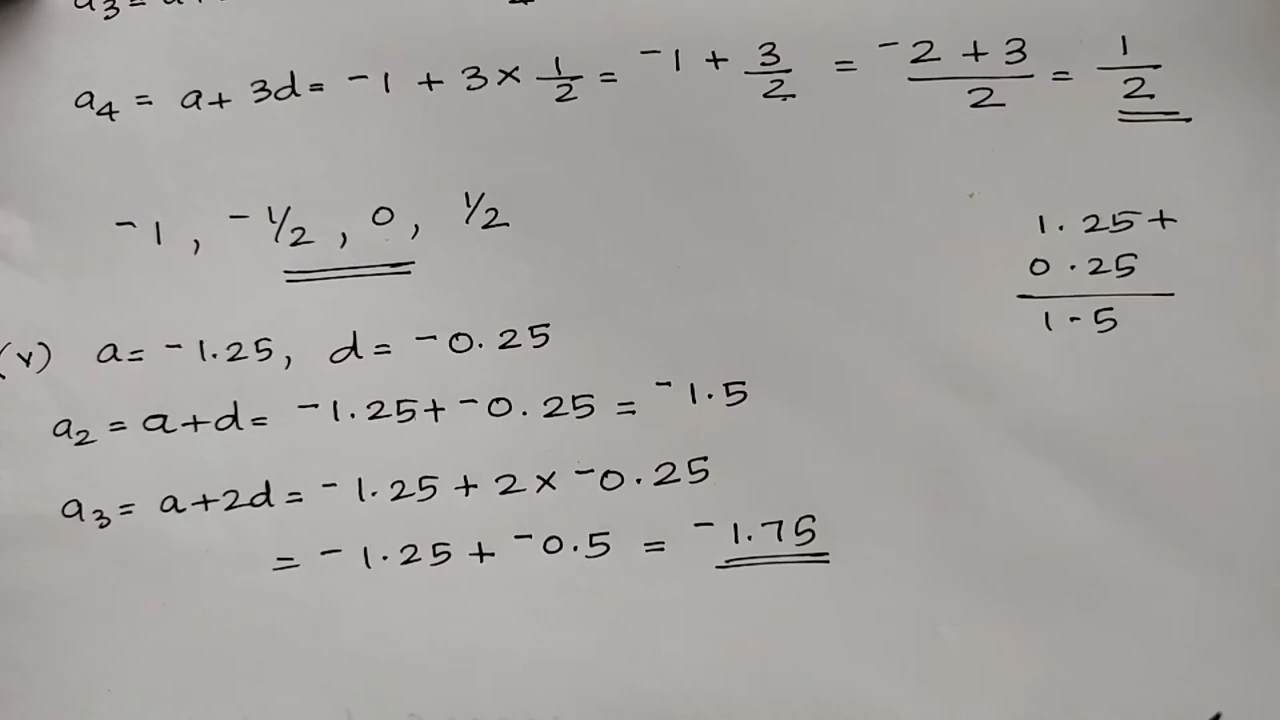 a₄ = a + 3d = -1 + 3 × 1/2 = -1 + 3/2 = (-2 + 3)/2 = 1/2
-1, -1/2, 0, 1/2
1.25+
0.25
1-5
(v) a = -1.25, d = -0.25
a₂ = a+d = -1.25 + -0.25 = -1.5
a₃ = a+2d = -1.25 + 2 × -0.25
= -1.25 + -0.5 = -1.75